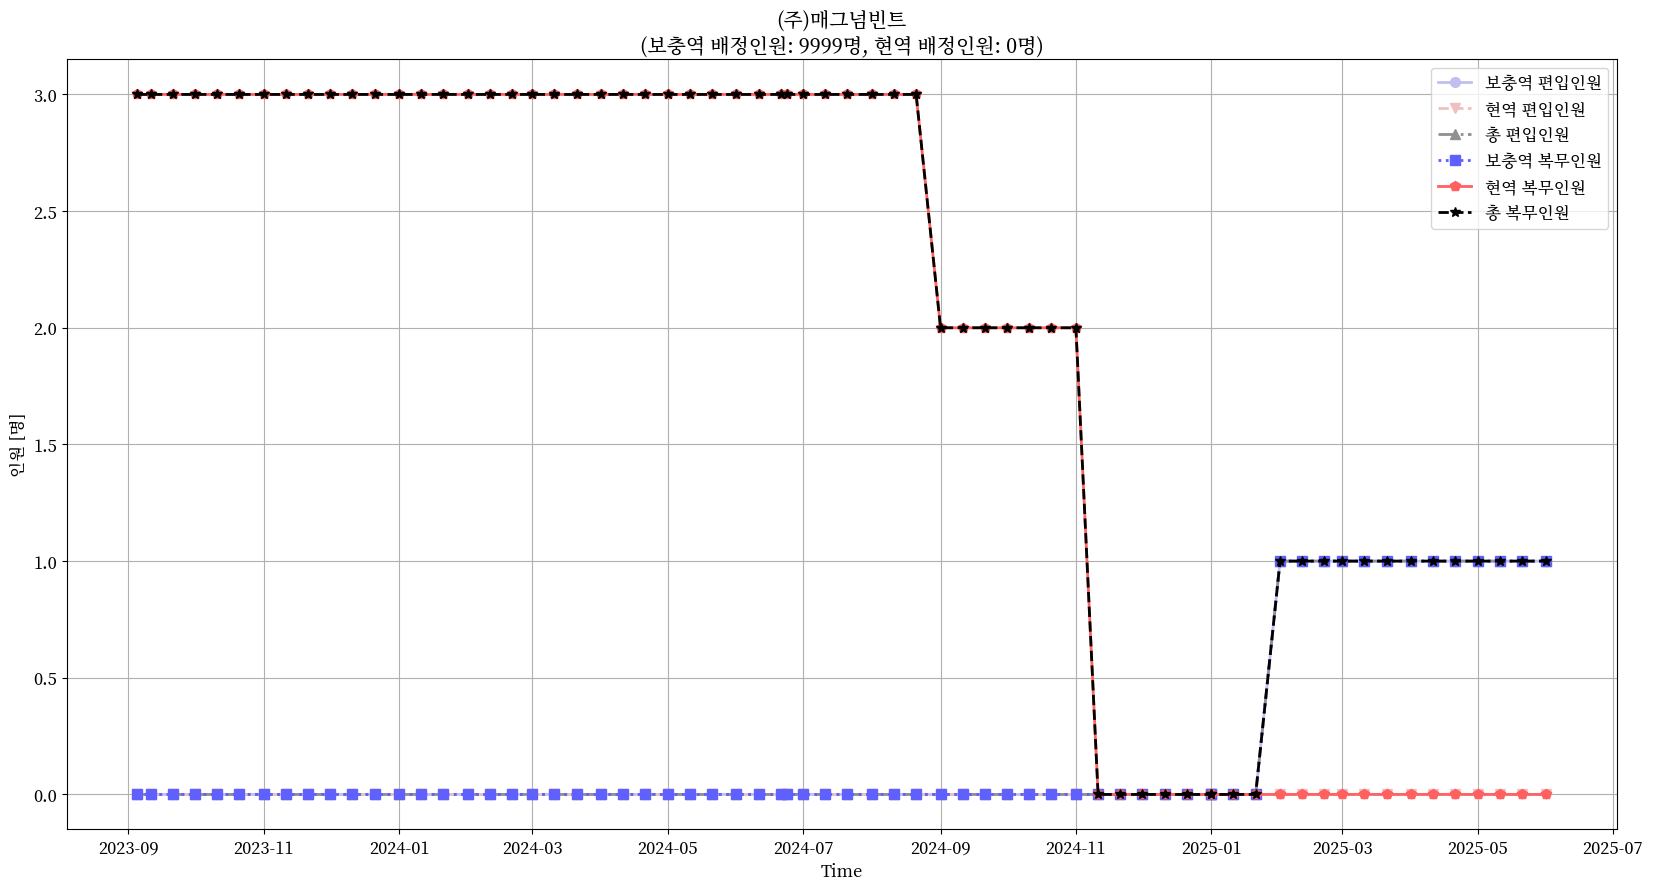 (주)매그넘빈트
(보충역 배정인원: 9999명, 현역 배정인원: 0명)
보충역 편입인원
현역 편입인원
총 편입인원
보충역 복무인원
현역 복무인원
총 복무인원
3.0
2.5
2.0
1.5
1.0
0.5
0.0
인원 [명]
2023-09
2023-11
2024-01
2024-03
2024-05
2024-07
2024-09
2024-11
2025-01
2025-03
2025-05
2025-07
Time